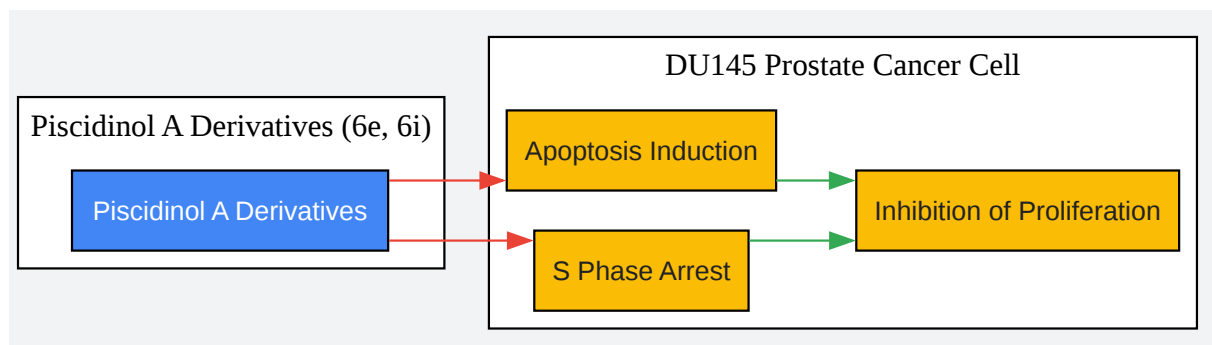 Piscidinol A Derivatives (6e, 6i)
Piscidinol A Derivatives
DU145 Prostate Cancer Cell
Apoptosis Induction
S Phase Arrest
Inhibition of Proliferation